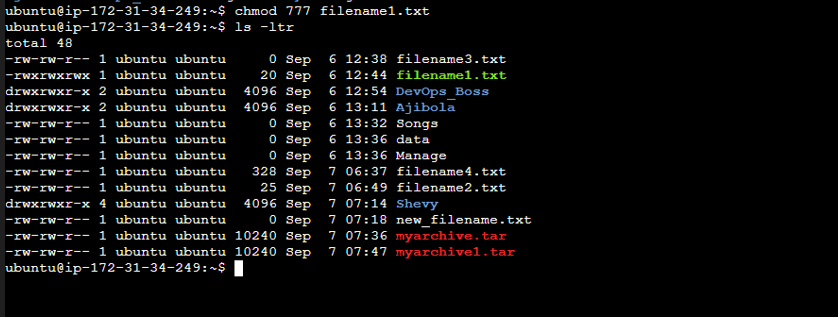 ubuntu@ip-172-31-34-249:~$ chmod 777 filename1.txt
ubuntu@ip-172-31-34-249:~$ ls -ltr
total 48
-rw-rw-r-- 1 ubuntu ubuntu     0 Sep  6 12:38 filename3.txt
-rwxrwxrwx 1 ubuntu ubuntu    20 Sep  6 12:44 filename1.txt
drwxrwxr-x 2 ubuntu ubuntu  4096 Sep  6 12:54 DevOps_Boss
drwxrwxr-x 2 ubuntu ubuntu  4096 Sep  6 13:11 Ajibola
-rw-rw-r-- 1 ubuntu ubuntu     0 Sep  6 13:32 Songs
-rw-rw-r-- 1 ubuntu ubuntu     0 Sep  6 13:36 data
-rw-rw-r-- 1 ubuntu ubuntu     0 Sep  6 13:36 Manage
-rw-rw-r-- 1 ubuntu ubuntu   328 Sep  7 06:37 filename4.txt
-rw-rw-r-- 1 ubuntu ubuntu    25 Sep  7 06:49 filename2.txt
drwxrwxr-x 4 ubuntu ubuntu  4096 Sep  7 07:14 Shevy
-rw-rw-r-- 1 ubuntu ubuntu     0 Sep  7 07:18 new_filename.txt
-rw-rw-r-- 1 ubuntu ubuntu 10240 Sep  7 07:36 myarchive.tar
-rw-rw-r-- 1 ubuntu ubuntu 10240 Sep  7 07:47 myarchive1.tar
ubuntu@ip-172-31-34-249:~$